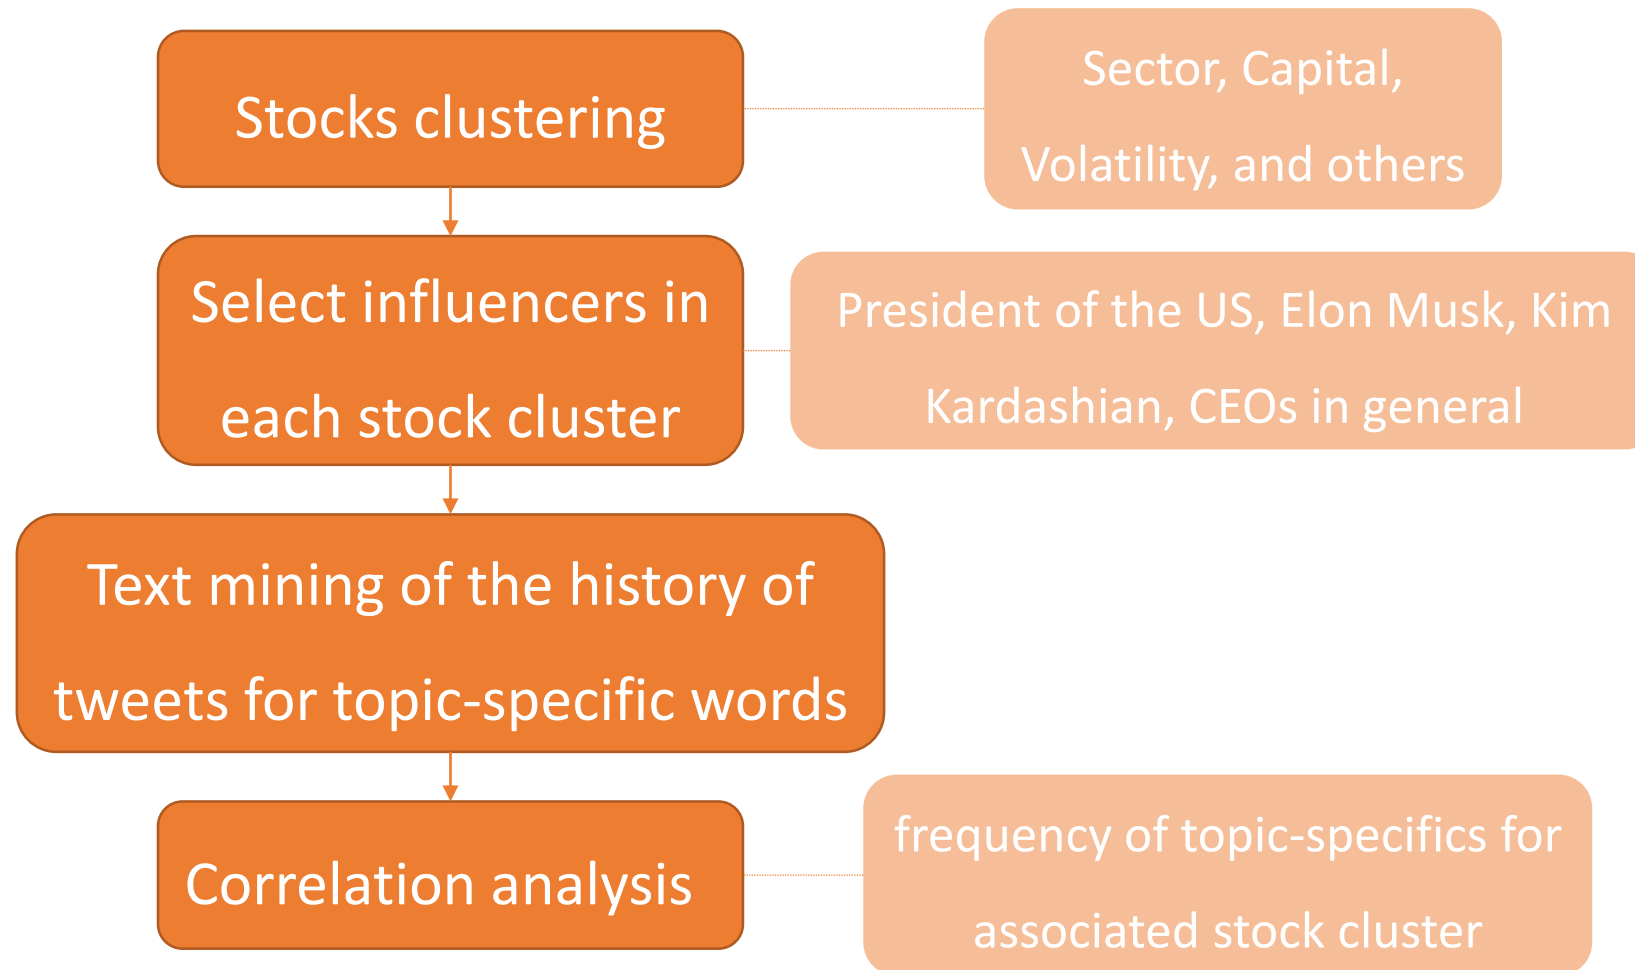 Stocks clustering
Sector, Capital,
Volatility, and others
Select influencers in
each stock cluster
President of the US, Elon Musk, Kim
Kardashian, CEOs in general
Text mining of the history of
tweets for topic-specific words
Correlation analysis
frequency of topic-specifics for
associated stock cluster